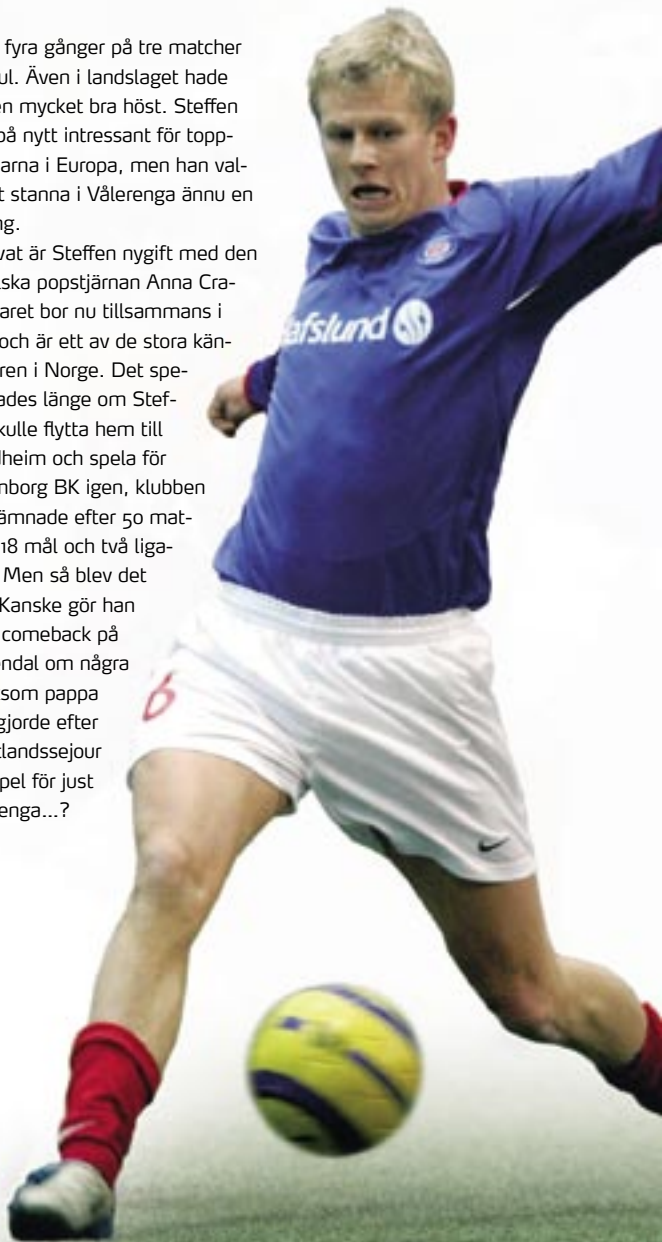 fyra gånger på tre matcher
ul. Även i landslaget hade
en mycket bra höst. Steffen
på nytt intressant för topp-
arna i Europa, men han val-
t stanna i Vålerenga ännu en
ng.
vat är Steffen nygift med den
lska popstjärnan Anna Cra-
aret bor nu tillsammans i
och är ett av de stora kän-
ren i Norge. Det spe-
ades länge om Stef-
kulle flytta hem till
dheim och spela för
nborg BK igen, klubben
ämnade efter 50 mat-
18 mål och två liga-
Men så blev det
Kanske gör han
comeback på
endal om några
som pappa
gjorde efter
tlandssejour
pel för just
enga...?
afslund
6